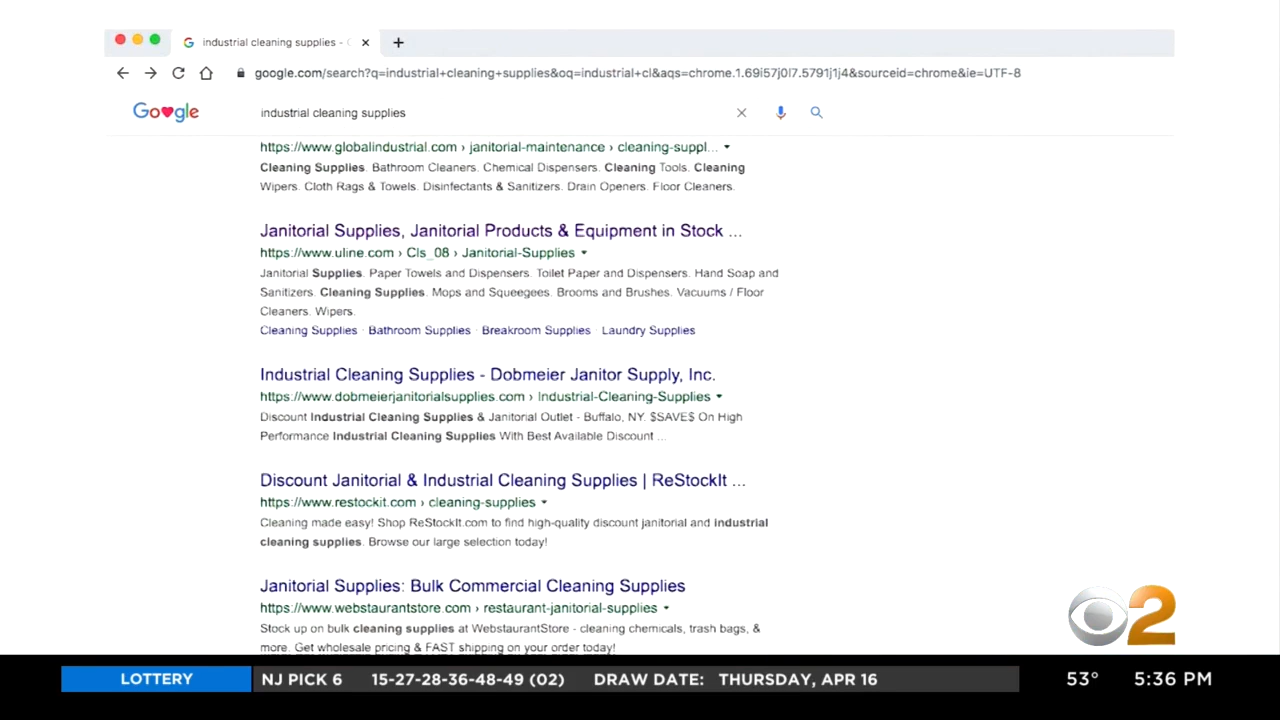 industrial cleaning supplies - G
google.com/search?q=industrial+cleaning+supplies&oq=industrial+cl&aqs=chrome.1.69i57j0l7.5791j1j4&sourceid=chrome&ie=UTF-8
Google
industrial cleaning supplies
https://www.globalindustrial.com › janitorial-maintenance › cleaning-suppl...
Cleaning Supplies. Bathroom Cleaners. Chemical Dispensers. Cleaning Tools. Cleaning
Wipers. Cloth Rags & Towels. Disinfectants & Sanitizers. Drain Openers. Floor Cleaners.
Janitorial Supplies, Janitorial Products & Equipment in Stock ...
https://www.uline.com › Cls_08 › Janitorial-Supplies
Janitorial Supplies. Paper Towels and Dispensers. Toilet Paper and Dispensers. Hand Soap and
Sanitizers. Cleaning Supplies. Mops and Squeegees. Brooms and Brushes. Vacuums / Floor
Cleaners. Wipers.
Cleaning Supplies · Bathroom Supplies · Breakroom Supplies · Laundry Supplies
Industrial Cleaning Supplies - Dobmeier Janitor Supply, Inc.
https://www.dobmeierjanitorialsupplies.com › Industrial-Cleaning-Supplies
Discount Industrial Cleaning Supplies & Janitorial Outlet - Buffalo, NY. $SAVE$ On High
Performance Industrial Cleaning Supplies With Best Available Discount ...
Discount Janitorial & Industrial Cleaning Supplies | ReStockIt ...
https://www.restockit.com › cleaning-supplies
Cleaning made easy! Shop ReStockIt.com to find high-quality discount janitorial and industrial
cleaning supplies. Browse our large selection today!
Janitorial Supplies: Bulk Commercial Cleaning Supplies
https://www.webstaurantstore.com › restaurant-janitorial-supplies
Stock up on bulk cleaning supplies at WebstaurantStore - cleaning chemicals, trash bags, &
more. Get wholesale pricing & FAST shipping on your order today!
2
LOTTERY NJ PICK 6 15-27-28-36-48-49 (02) DRAW DATE: THURSDAY, APR 16 53° 5:36 PM